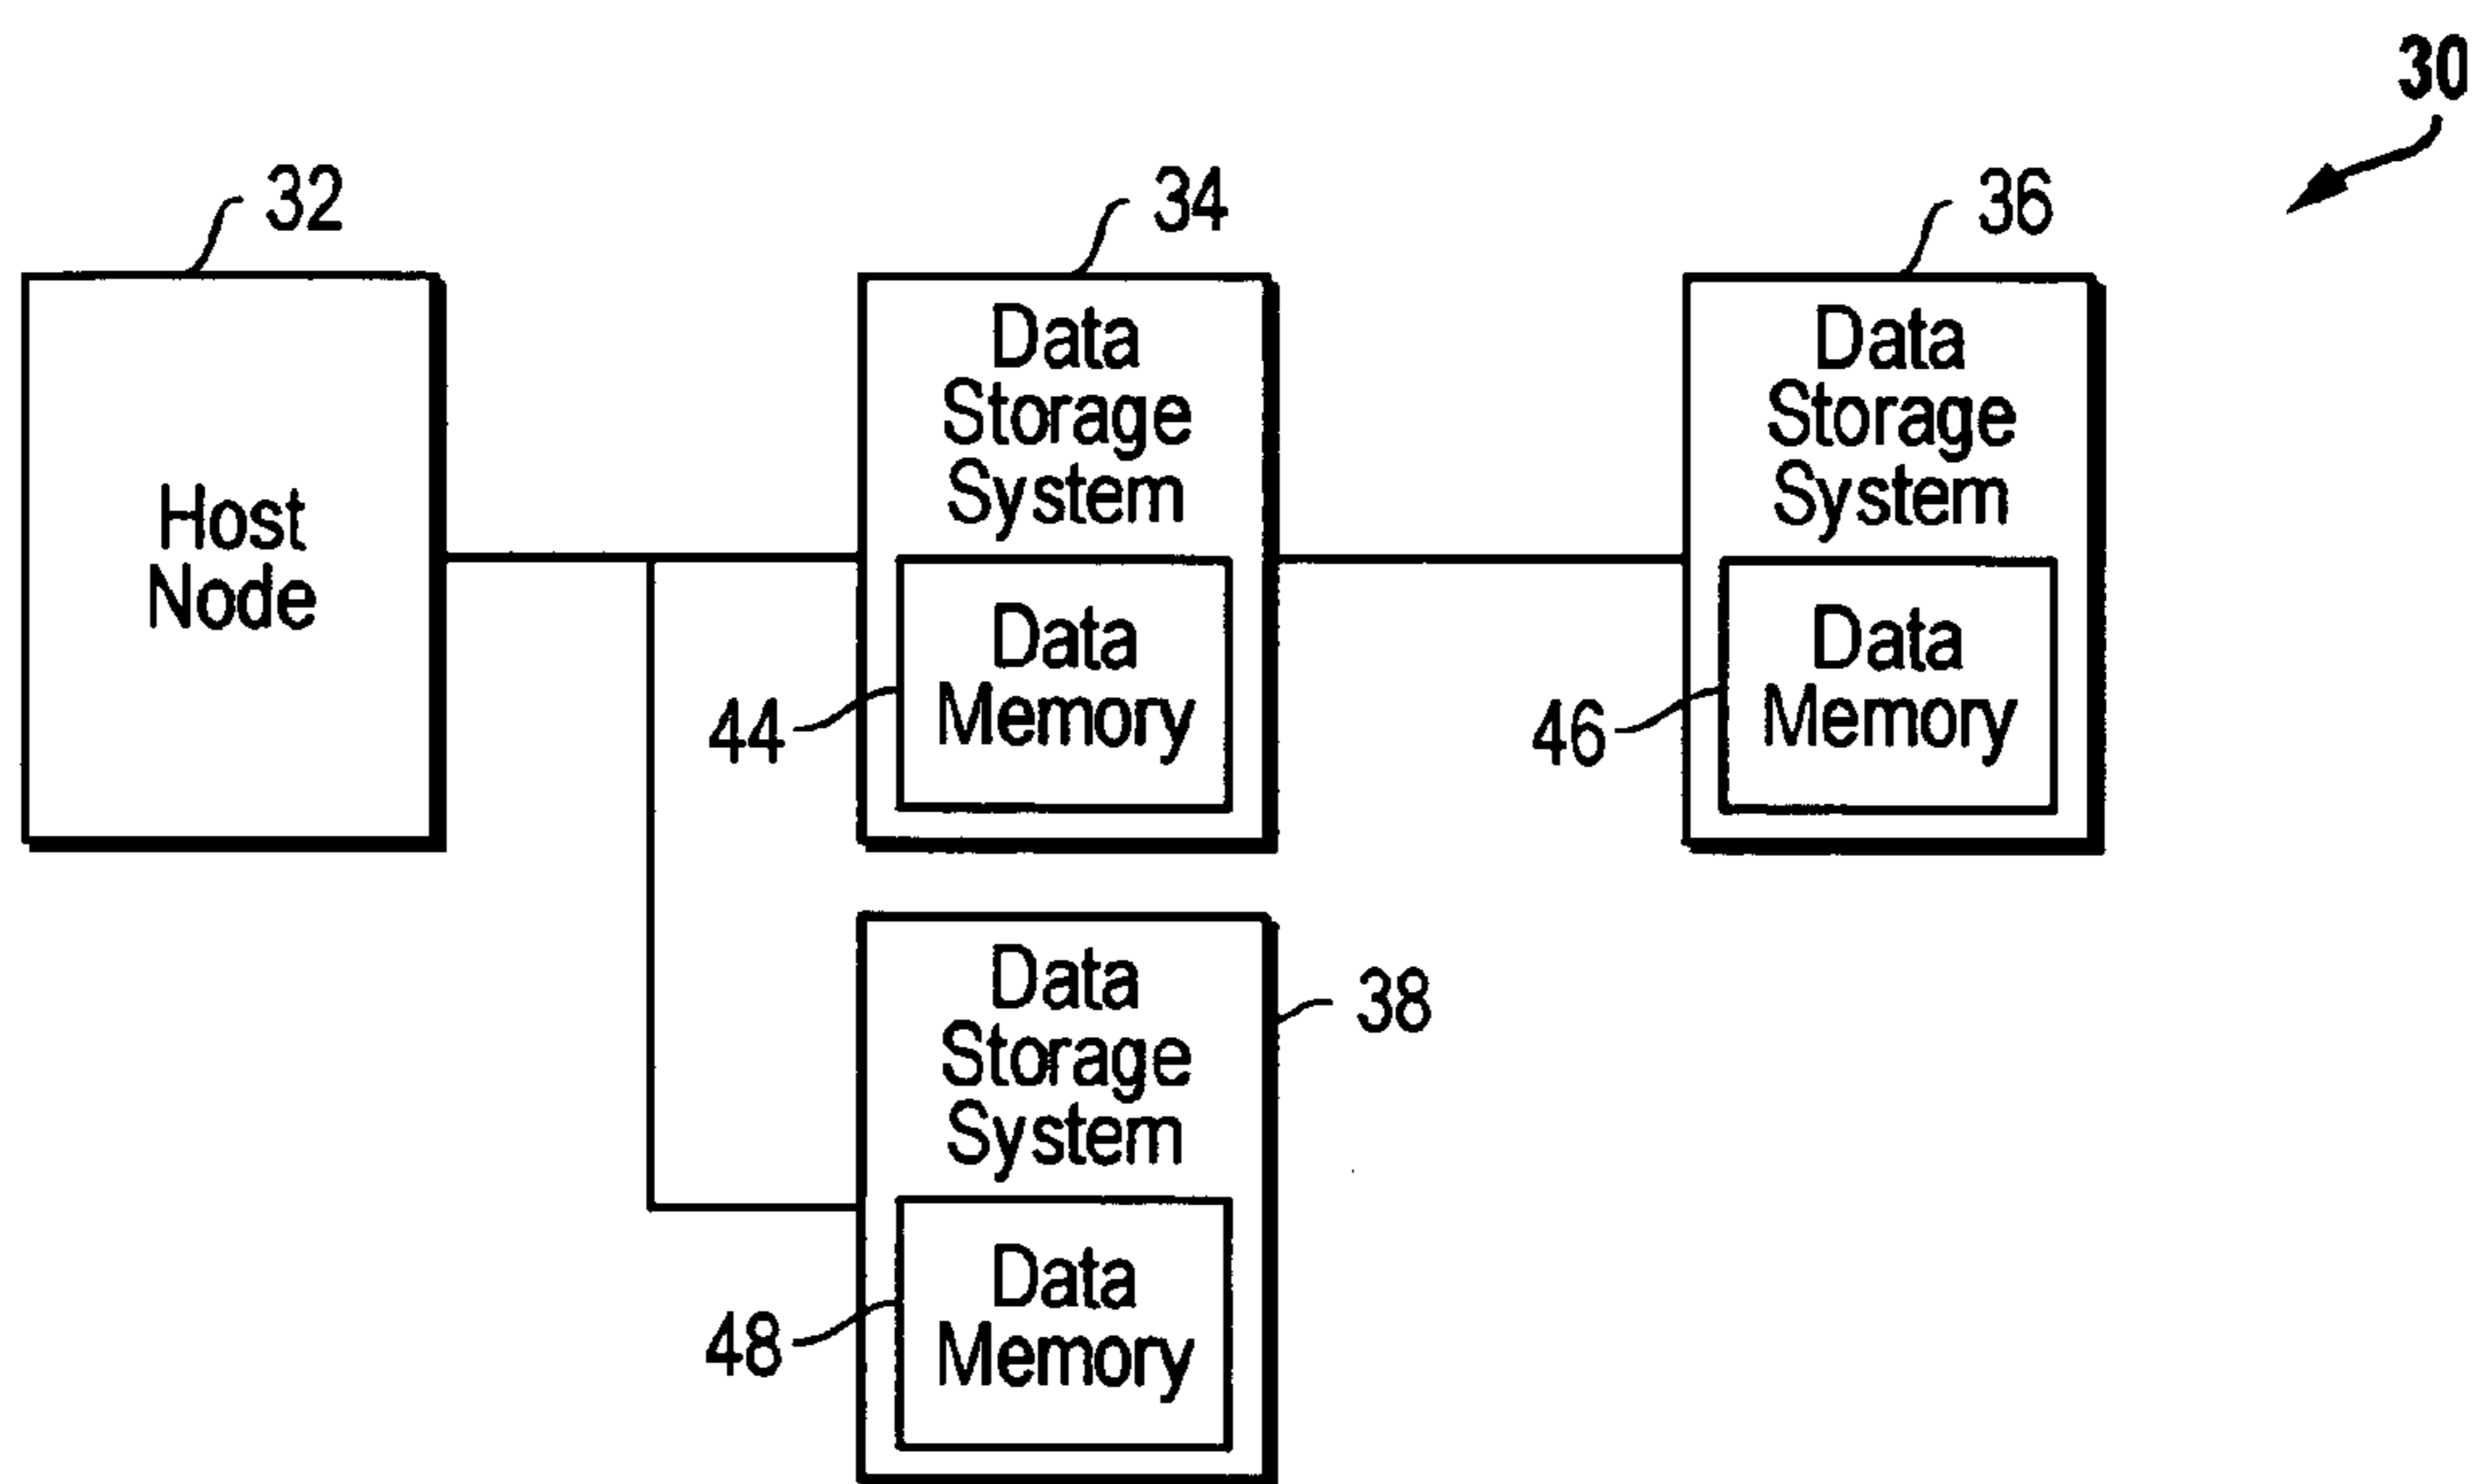 30
32
34
36
Host
Node
Data
Storage
System
Data
Memory
44
Data
Storage
System
Data
Memory
46
Data
Storage
System
38
Data
Memory
48